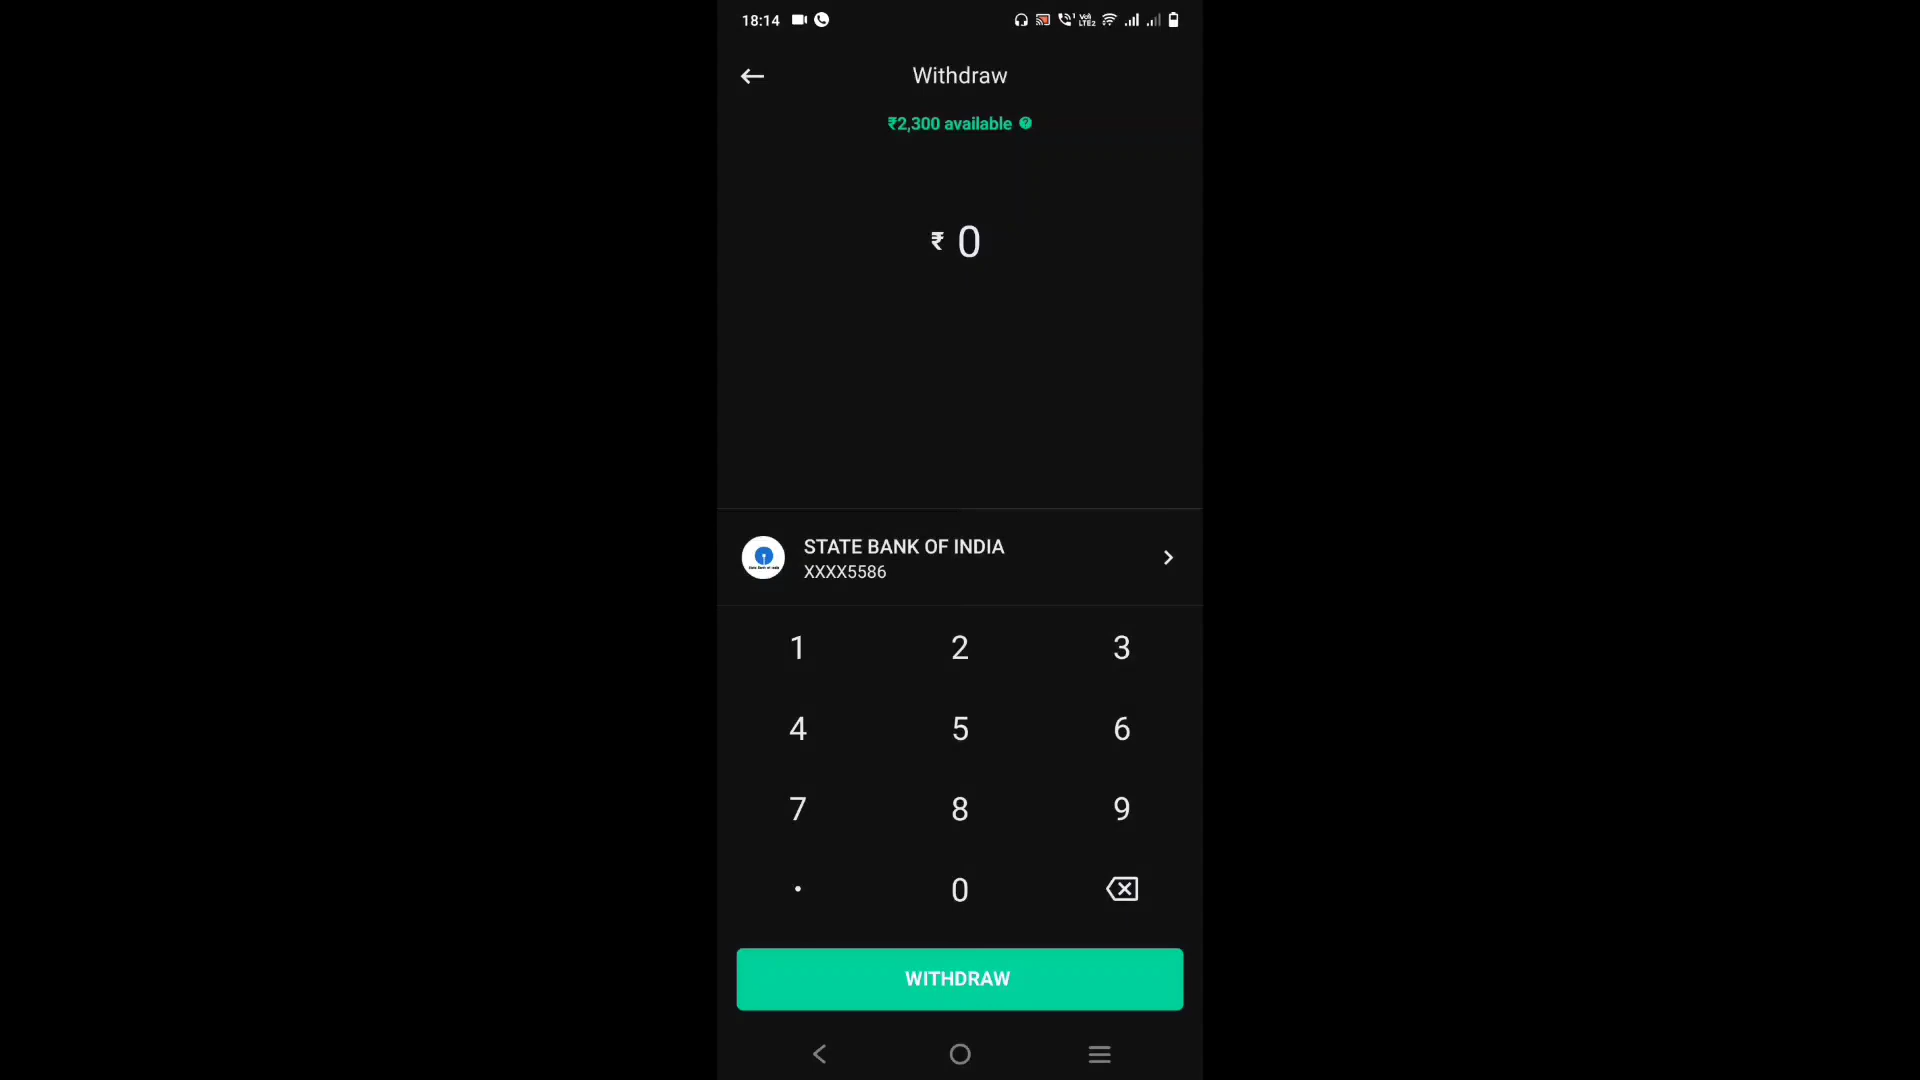 18:14
Withdraw
₹2,300 available
₹ 0
STATE BANK OF INDIA
XXXX5586
1 2 3
4 5 6
7 8 9
. 0
WITHDRAW